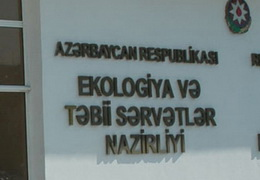 AZƏRBAYCAN RESPUBLİKASI
EKOLOGİYA VƏ
TƏBİİ SƏRVƏTLƏR
NAZİRLİYİ